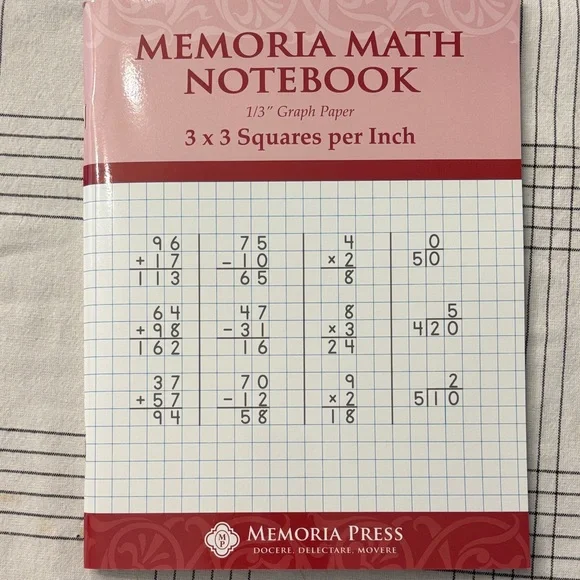 MEMORIA MATH
NOTEBOOK
1/3" Graph Paper
3 x 3 Squares per Inch
96 75 4 0
+17 -10 ×2 5|0
113 65 8
64 47 8 5
+98 -31 ×3 4|20
162 16 24
37 70 9 2
+57 -12 ×2 5|10
94 58 18
MP
MEMORIA PRESS
DOCERE, DELECTARE, MOVERE